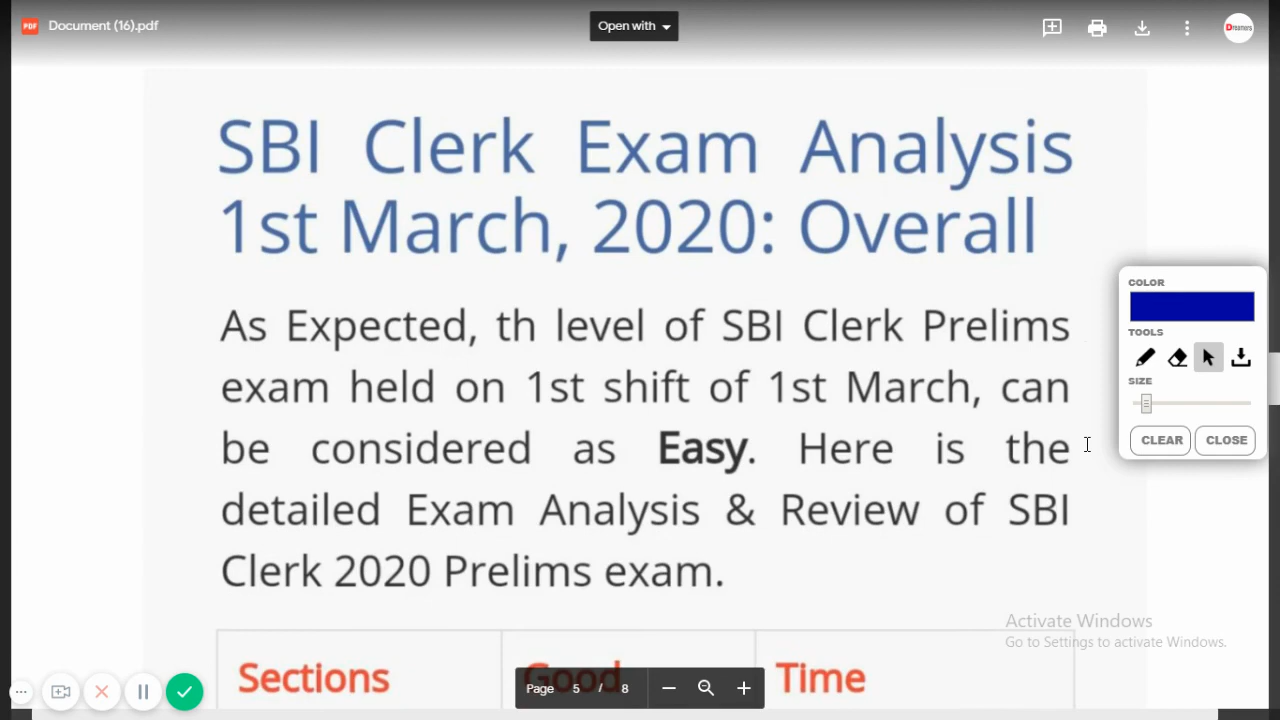 Document (16).pdf
Open with
Dreamers
SBI Clerk Exam Analysis
1st March, 2020: Overall
As Expected, th level of SBI Clerk Prelims
exam held on 1st shift of 1st March, can
be considered as Easy. Here is the
detailed Exam Analysis & Review of SBI
Clerk 2020 Prelims exam.
Sections Good Time
Page 5 / 8
COLOR
TOOLS
SIZE
CLEAR CLOSE
Activate Windows
Go to Settings to activate Windows.
PDF